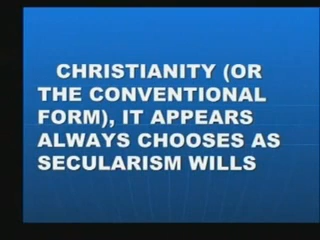 CHRISTIANITY (OR
THE CONVENTIONAL
FORM), IT APPEARS
ALWAYS CHOOSES AS
SECULARISM WILLS